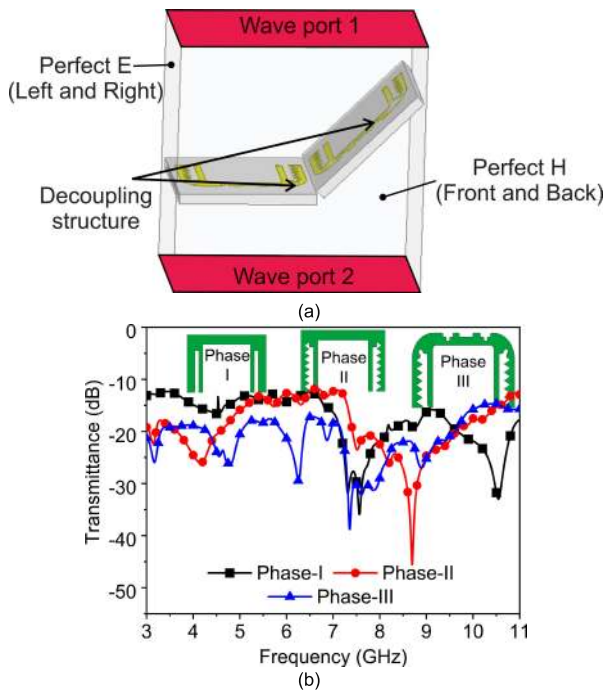 Wave port 1
Perfect E
(Left and Right)
Perfect H
(Front and Back)
Decoupling
structure
Wave port 2
(a)
0
-10
-20
-30
-40
-50
Transmittance (dB)
Phase
I
Phase
II
Phase
III
Phase-I
Phase-II
Phase-III
3 4 5 6 7 8 9 10 11
Frequency (GHz)
(b)